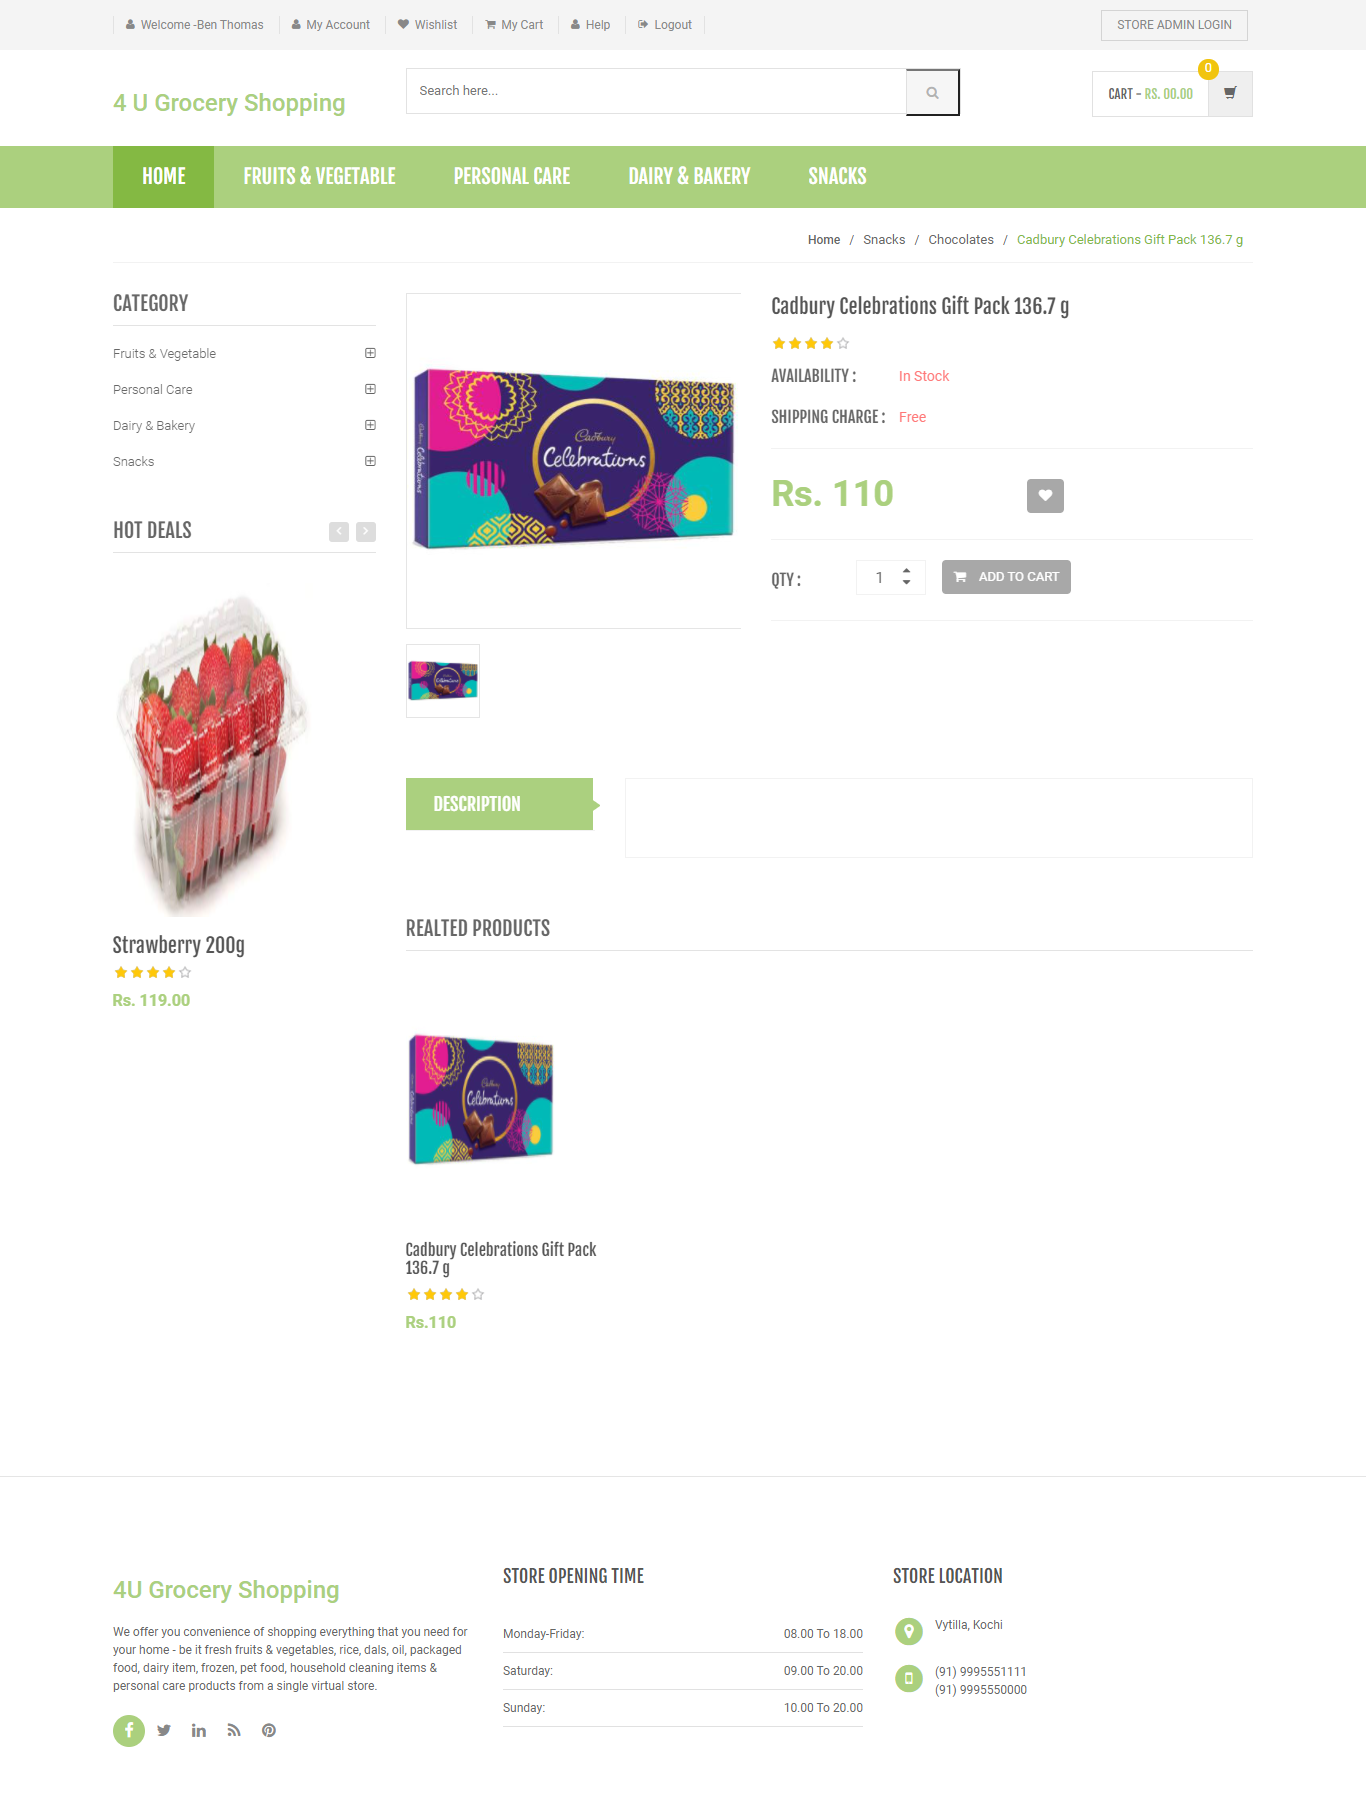 Welcome -Ben Thomas
My Account
Wishlist
My Cart
Help
Logout
STORE ADMIN LOGIN
4 U Grocery Shopping
Search here...
0
CART - RS. 00.00
HOME
FRUITS & VEGETABLE
PERSONAL CARE
DAIRY & BAKERY
SNACKS
Home / Snacks / Chocolates / Cadbury Celebrations Gift Pack 136.7 g
CATEGORY
Fruits & Vegetable
Personal Care
Dairy & Bakery
Snacks
HOT DEALS
Strawberry 200g
Rs. 119.00
Cadbury
Celebrations
Cadbury
Celebrations
Celebrations
Cadbury Celebrations Gift Pack 136.7 g
AVAILABILITY : In Stock
SHIPPING CHARGE : Free
Rs. 110
QTY : 1 ADD TO CART
DESCRIPTION
REALTED PRODUCTS
Cadbury
Celebrations
Cadbury Celebrations Gift Pack
136.7 g
Rs.110
4U Grocery Shopping
We offer you convenience of shopping everything that you need for
your home - be it fresh fruits & vegetables, rice, dals, oil, packaged
food, dairy item, frozen, pet food, household cleaning items &
personal care products from a single virtual store.
STORE OPENING TIME
Monday-Friday: 08.00 To 18.00
Saturday: 09.00 To 20.00
Sunday: 10.00 To 20.00
STORE LOCATION
Vytilla, Kochi
(91) 9995551111
(91) 9995550000